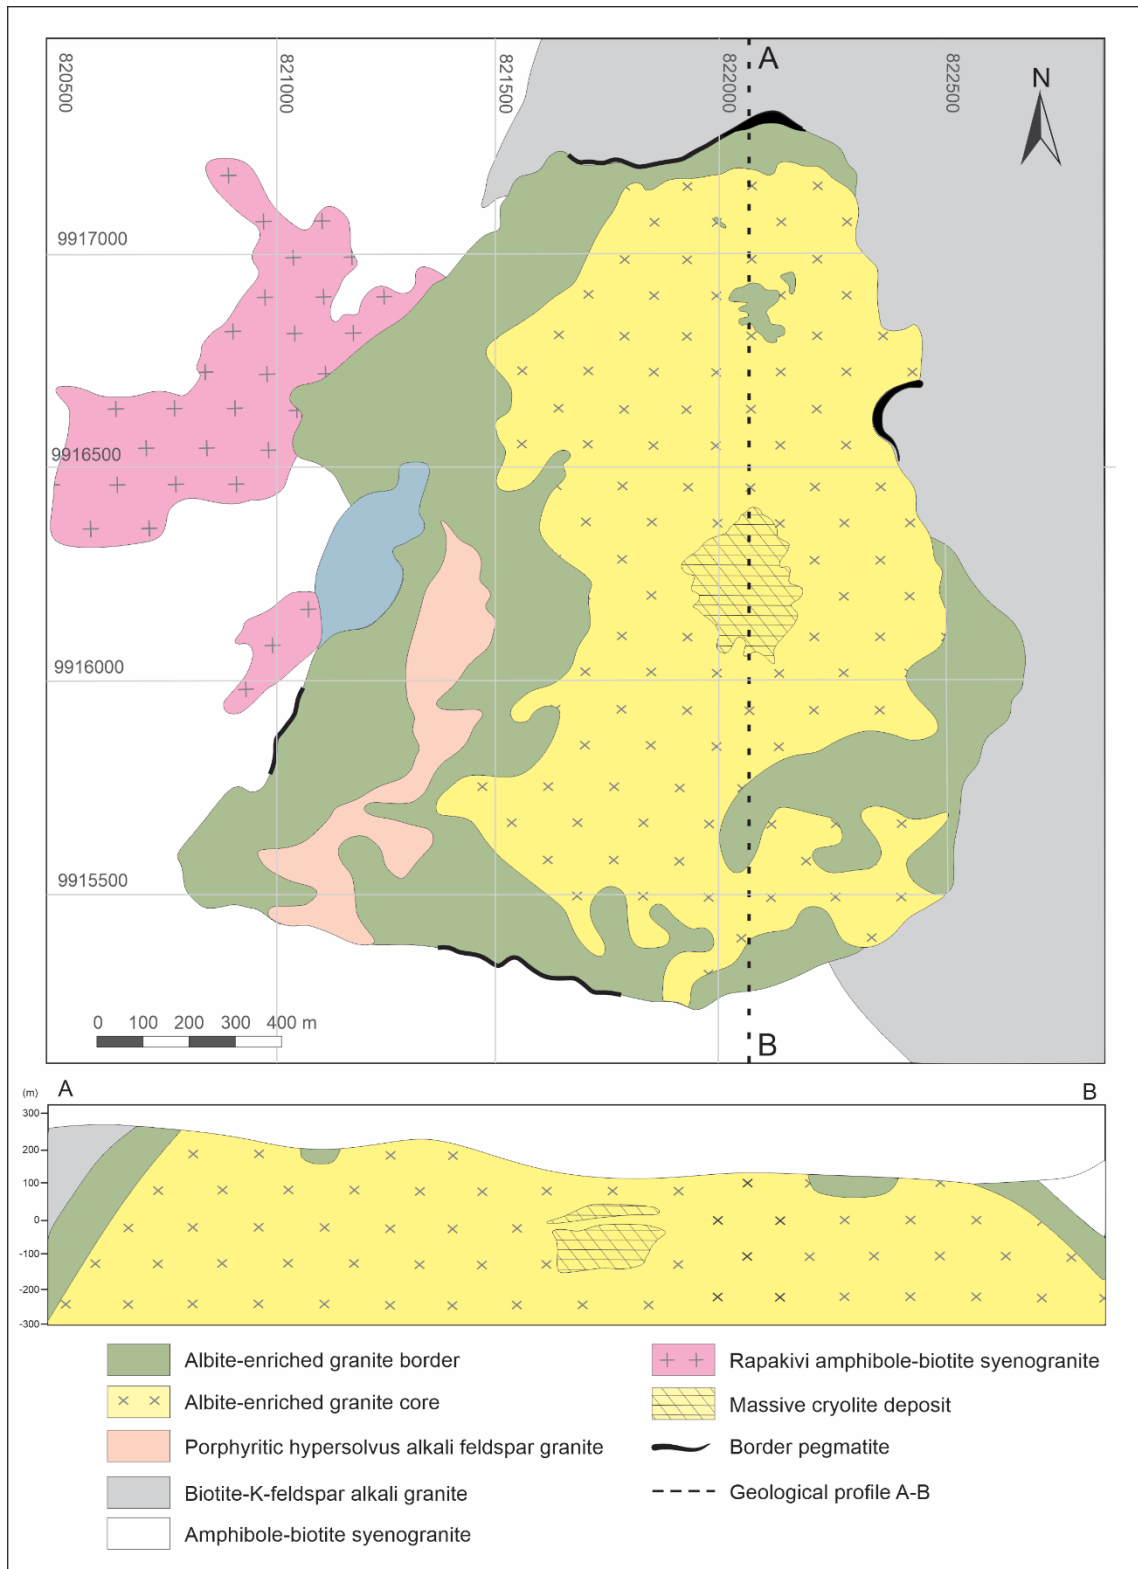 820500
821000
821500
822000
822500
A
N
9917000
9916500
9916000
9915500
0 100 200 300 400 m
B
A
B
(m)
300
200
100
0
-100
-200
-300
Albite-enriched granite border
Albite-enriched granite core
Porphyritic hypersolvus alkali feldspar granite
Biotite-K-feldspar alkali granite
Amphibole-biotite syenogranite
Rapakivi amphibole-biotite syenogranite
Massive cryolite deposit
Border pegmatite
Geological profile A-B